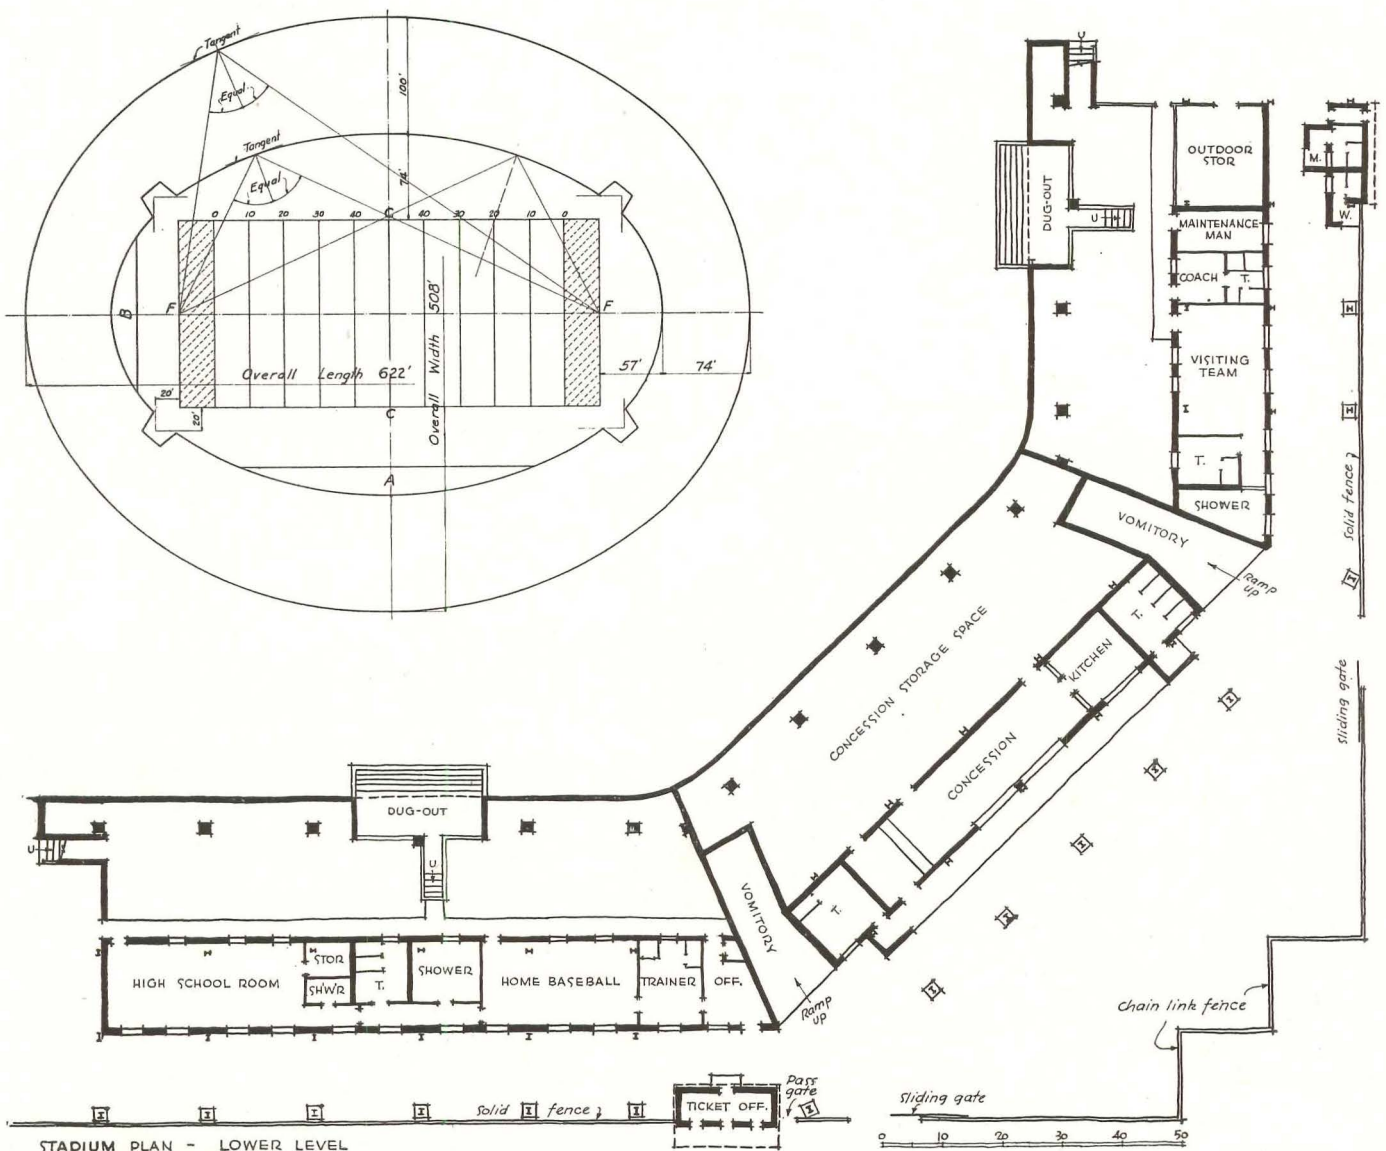 Tangent
Equal
Tangent
Equal
100'
74'
0 10 20 30 40 C 40 30 20 10 0
B
F
F
Overall Length 622'
Overall Width 508'
57'
74'
20'
20'
C
A
U
OUTDOOR
STOR
M.
W.
DUG-OUT
U
MAINTENANCE
MAN
COACH
T.
VISITING
TEAM
T.
SHOWER
Solid fence
VOMITORY
Ramp
up
T.
KITCHEN
CONCESSION STORAGE SPACE
CONCESSION
Sliding gate
DUG-OUT
U
U
VOMITORY
T.
Ramp
up
HIGH SCHOOL ROOM
STOR
SH'W'R
T.
SHOWER
HOME BASEBALL
TRAINER
OFF.
Chain link fence
Pass
gate
TICKET OFF.
Solid fence
Sliding gate
0 10 20 30 40 50
STADIUM PLAN - LOWER LEVEL